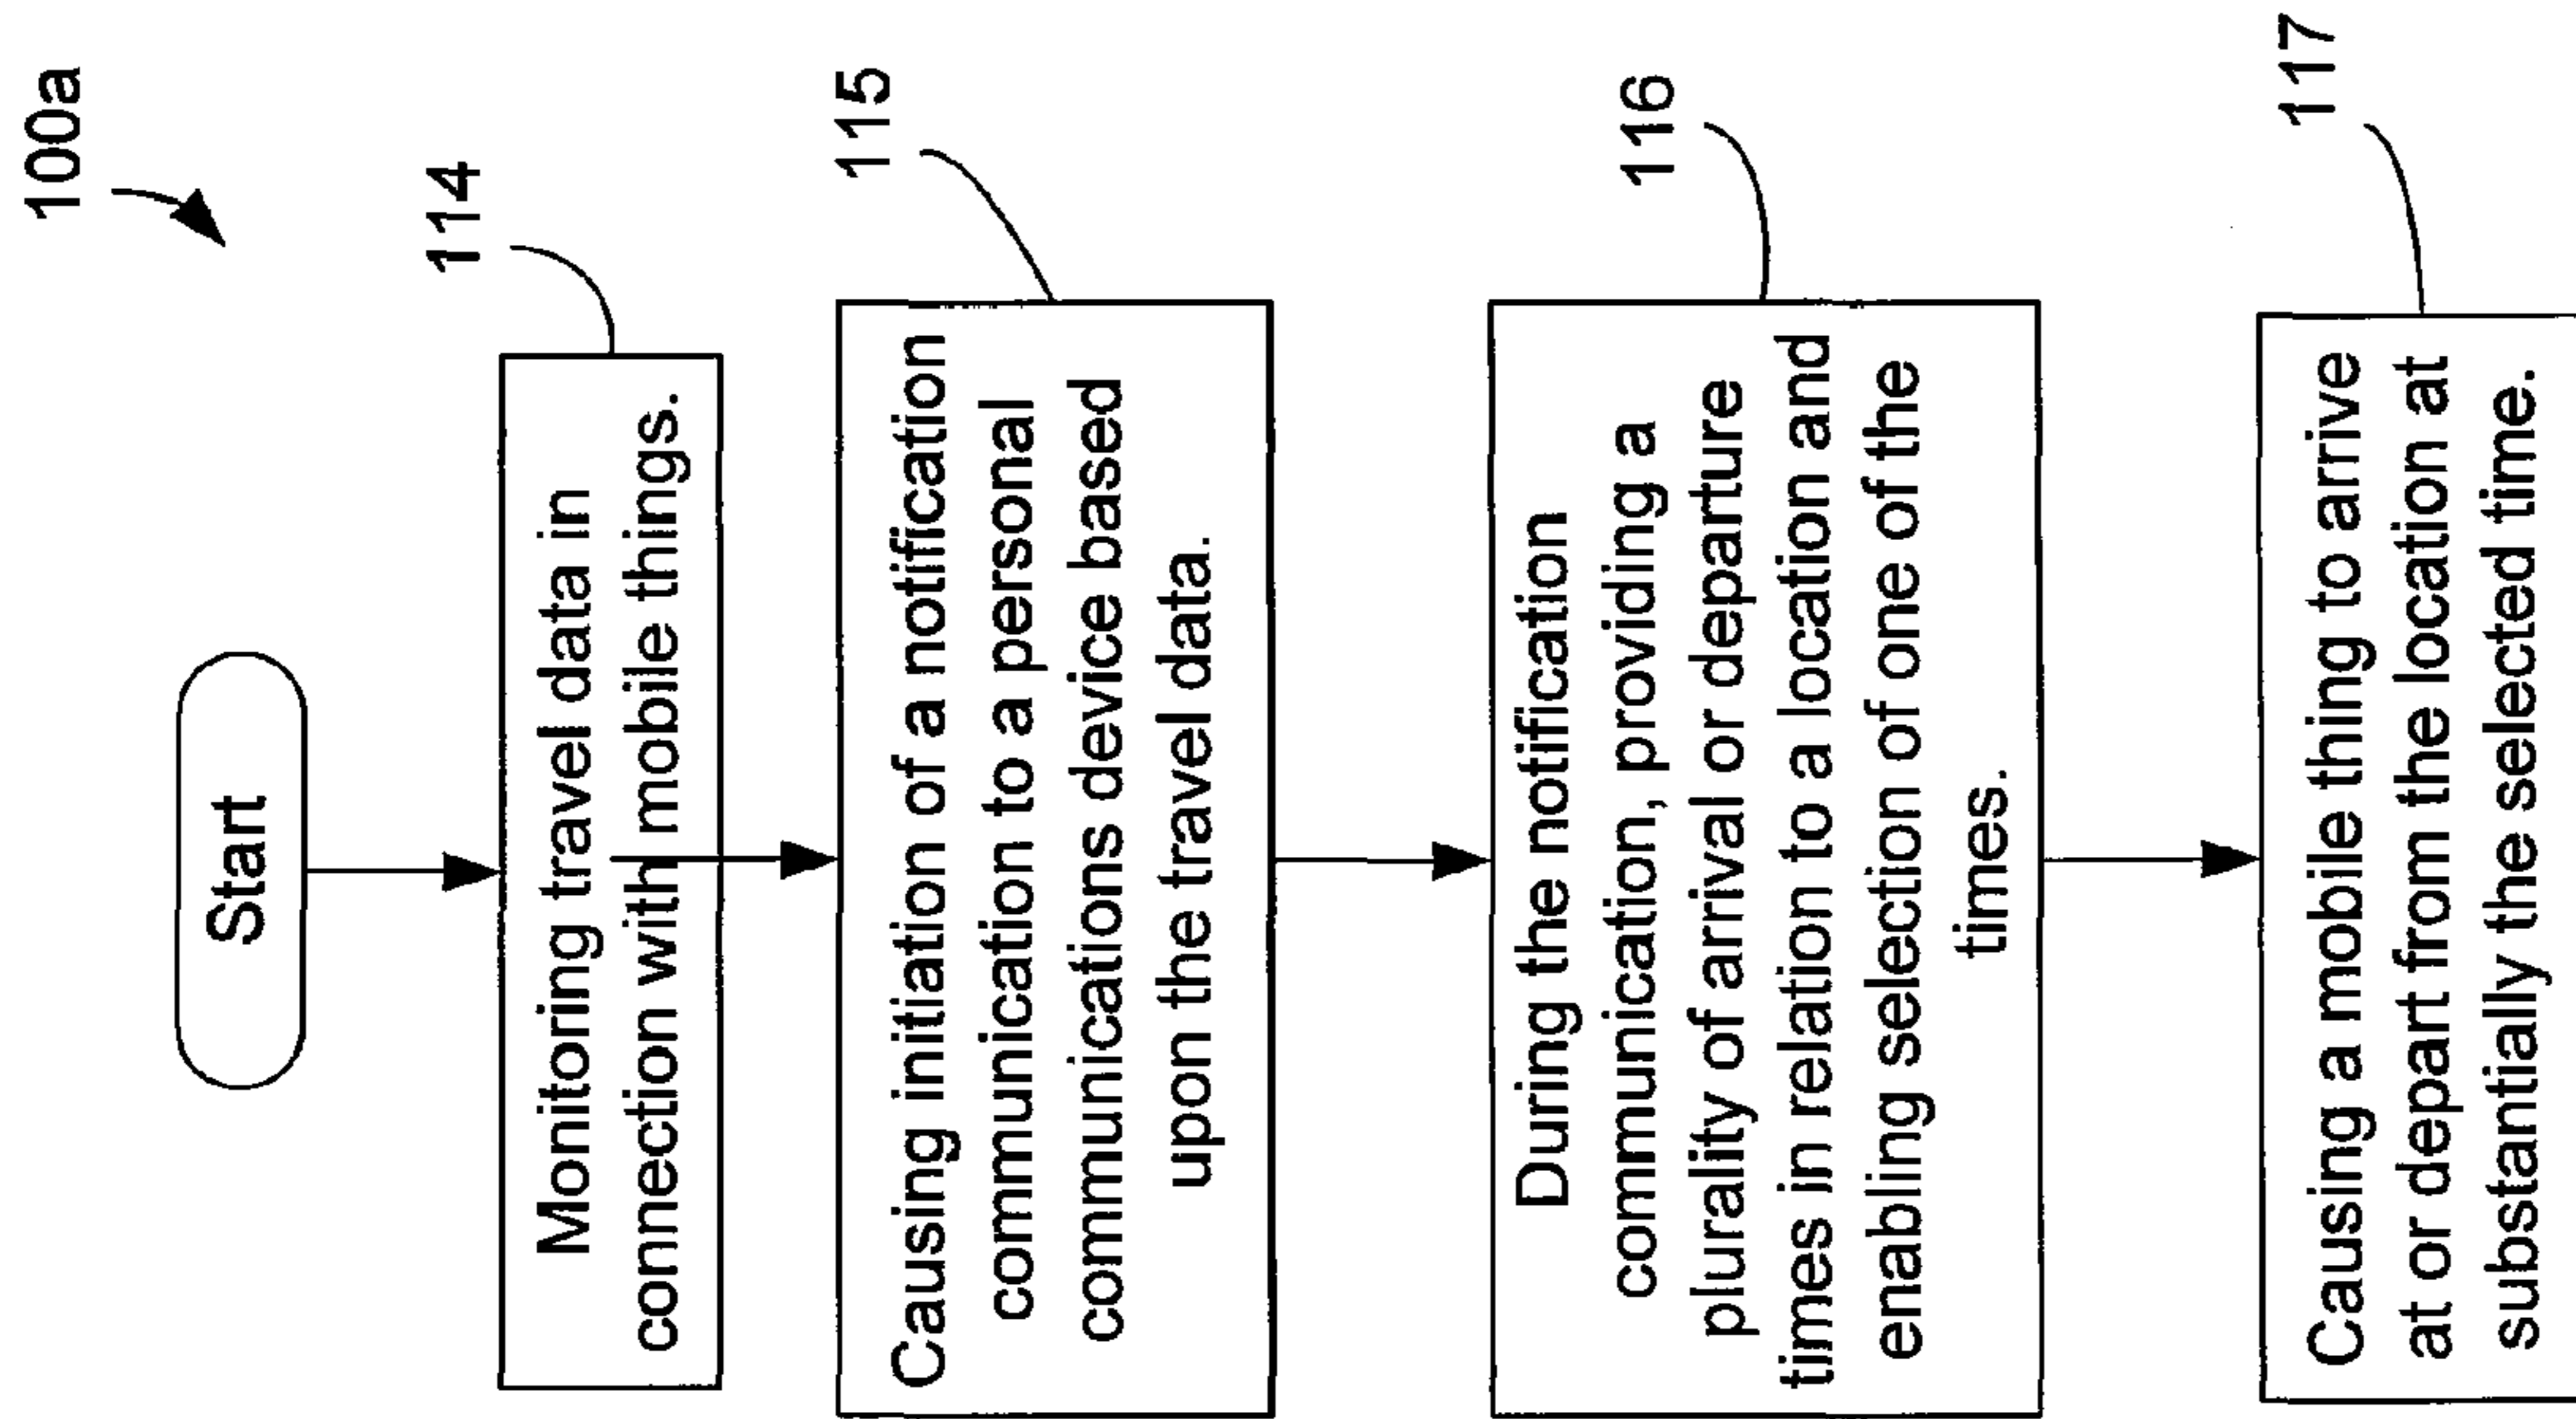 100a
Start
114
Monitoring travel data in
connection with mobile things.
115
Causing initiation of a notification
communication to a personal
communications device based
upon the travel data.
116
During the notification
communication, providing a
plurality of arrival or departure
times in relation to a location and
enabling selection of one of the
times.
117
Causing a mobile thing to arrive
at or depart from the location at
substantially the selected time.